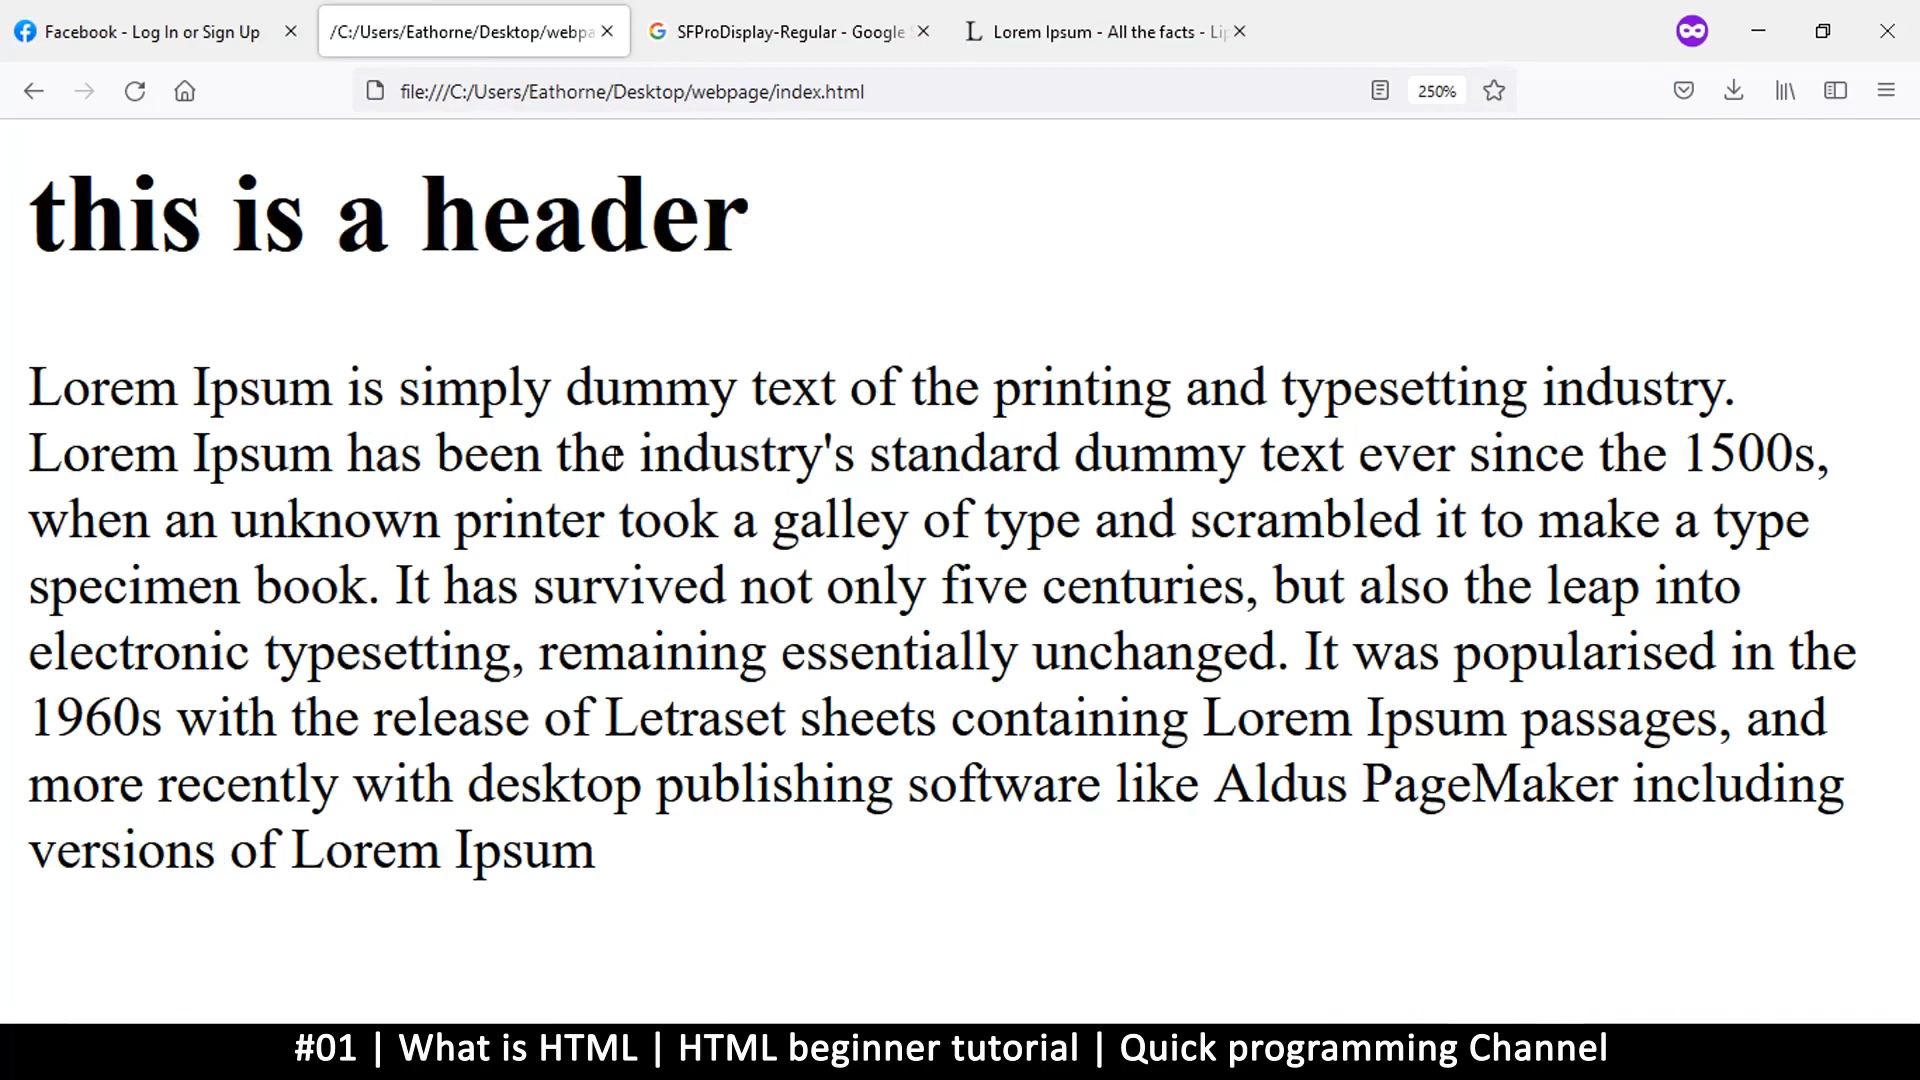 Facebook - Log In or Sign Up
/C:/Users/Eathorne/Desktop/webpa
SFProDisplay-Regular - Google
Lorem Ipsum - All the facts - Lip
file:///C:/Users/Eathorne/Desktop/webpage/index.html
250%
this is a header
Lorem Ipsum is simply dummy text of the printing and typesetting industry.
Lorem Ipsum has been the industry's standard dummy text ever since the 1500s,
when an unknown printer took a galley of type and scrambled it to make a type
specimen book. It has survived not only five centuries, but also the leap into
electronic typesetting, remaining essentially unchanged. It was popularised in the
1960s with the release of Letraset sheets containing Lorem Ipsum passages, and
more recently with desktop publishing software like Aldus PageMaker including
versions of Lorem Ipsum
#01 | What is HTML | HTML beginner tutorial | Quick programming Channel